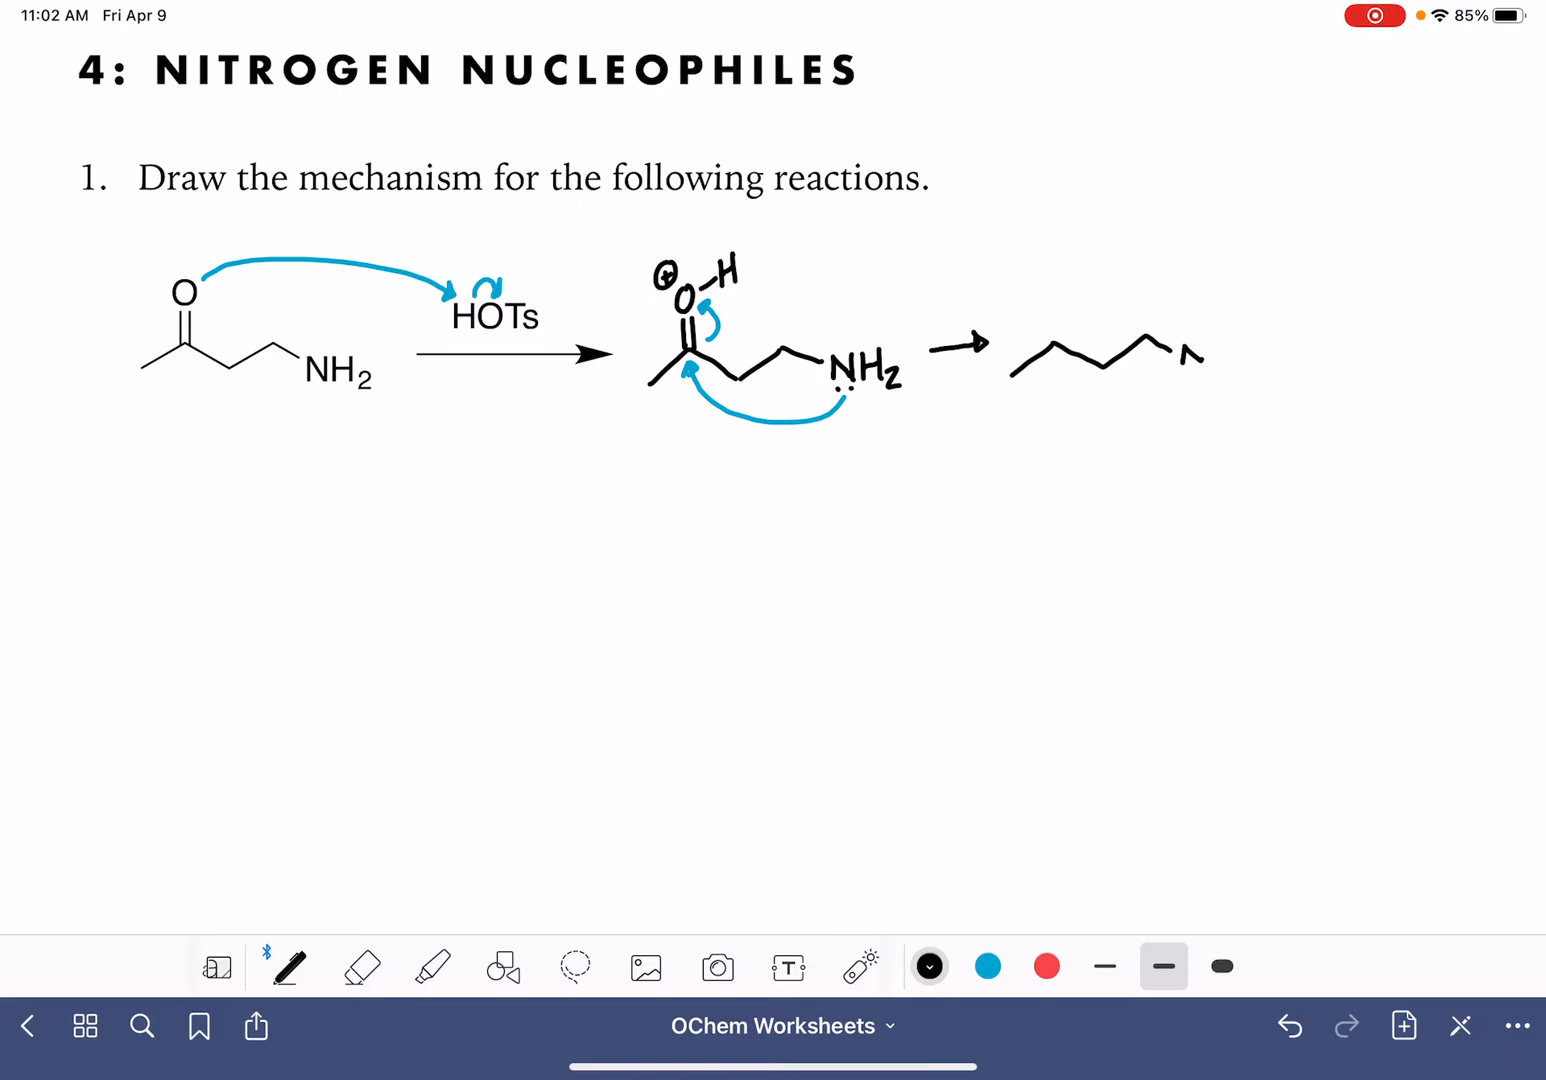 11:02 AM Fri Apr 9
85%
4: NITROGEN NUCLEOPHILES
1. Draw the mechanism for the following reactions.
O
NH2
HOTs
⊕
O-H
NH2
N
T
OChem Worksheets